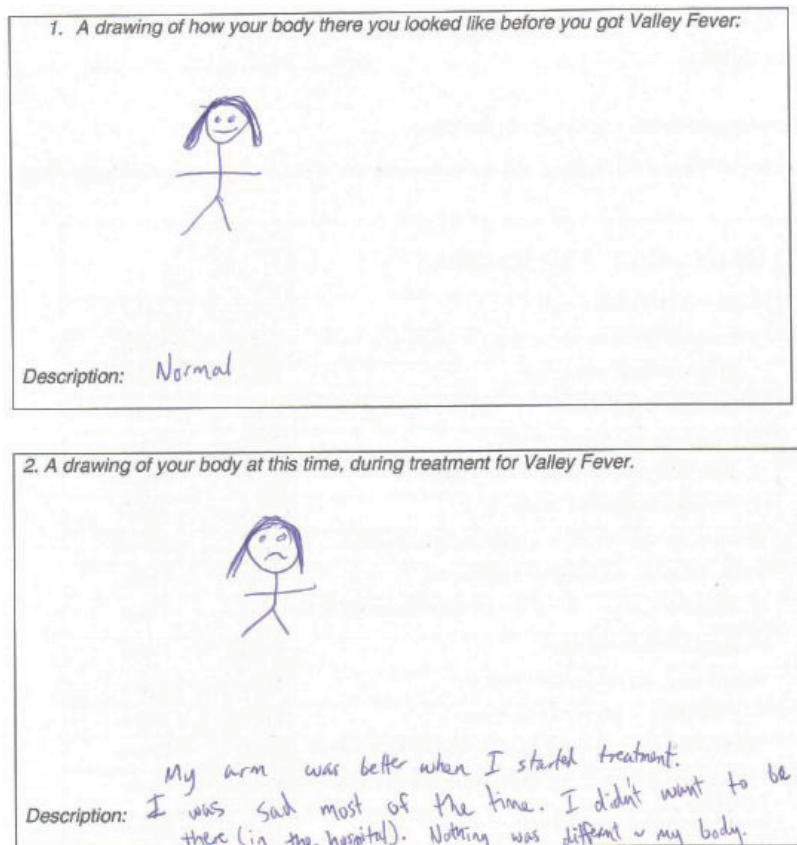 1. A drawing of how your body there you looked like before you got Valley Fever:
Description: Normal
2. A drawing of your body at this time, during treatment for Valley Fever.
My arm was better when I started treatment.
Description: I was sad most of the time. I didn't want to be
there (in the hospital). Nothing was different my body.